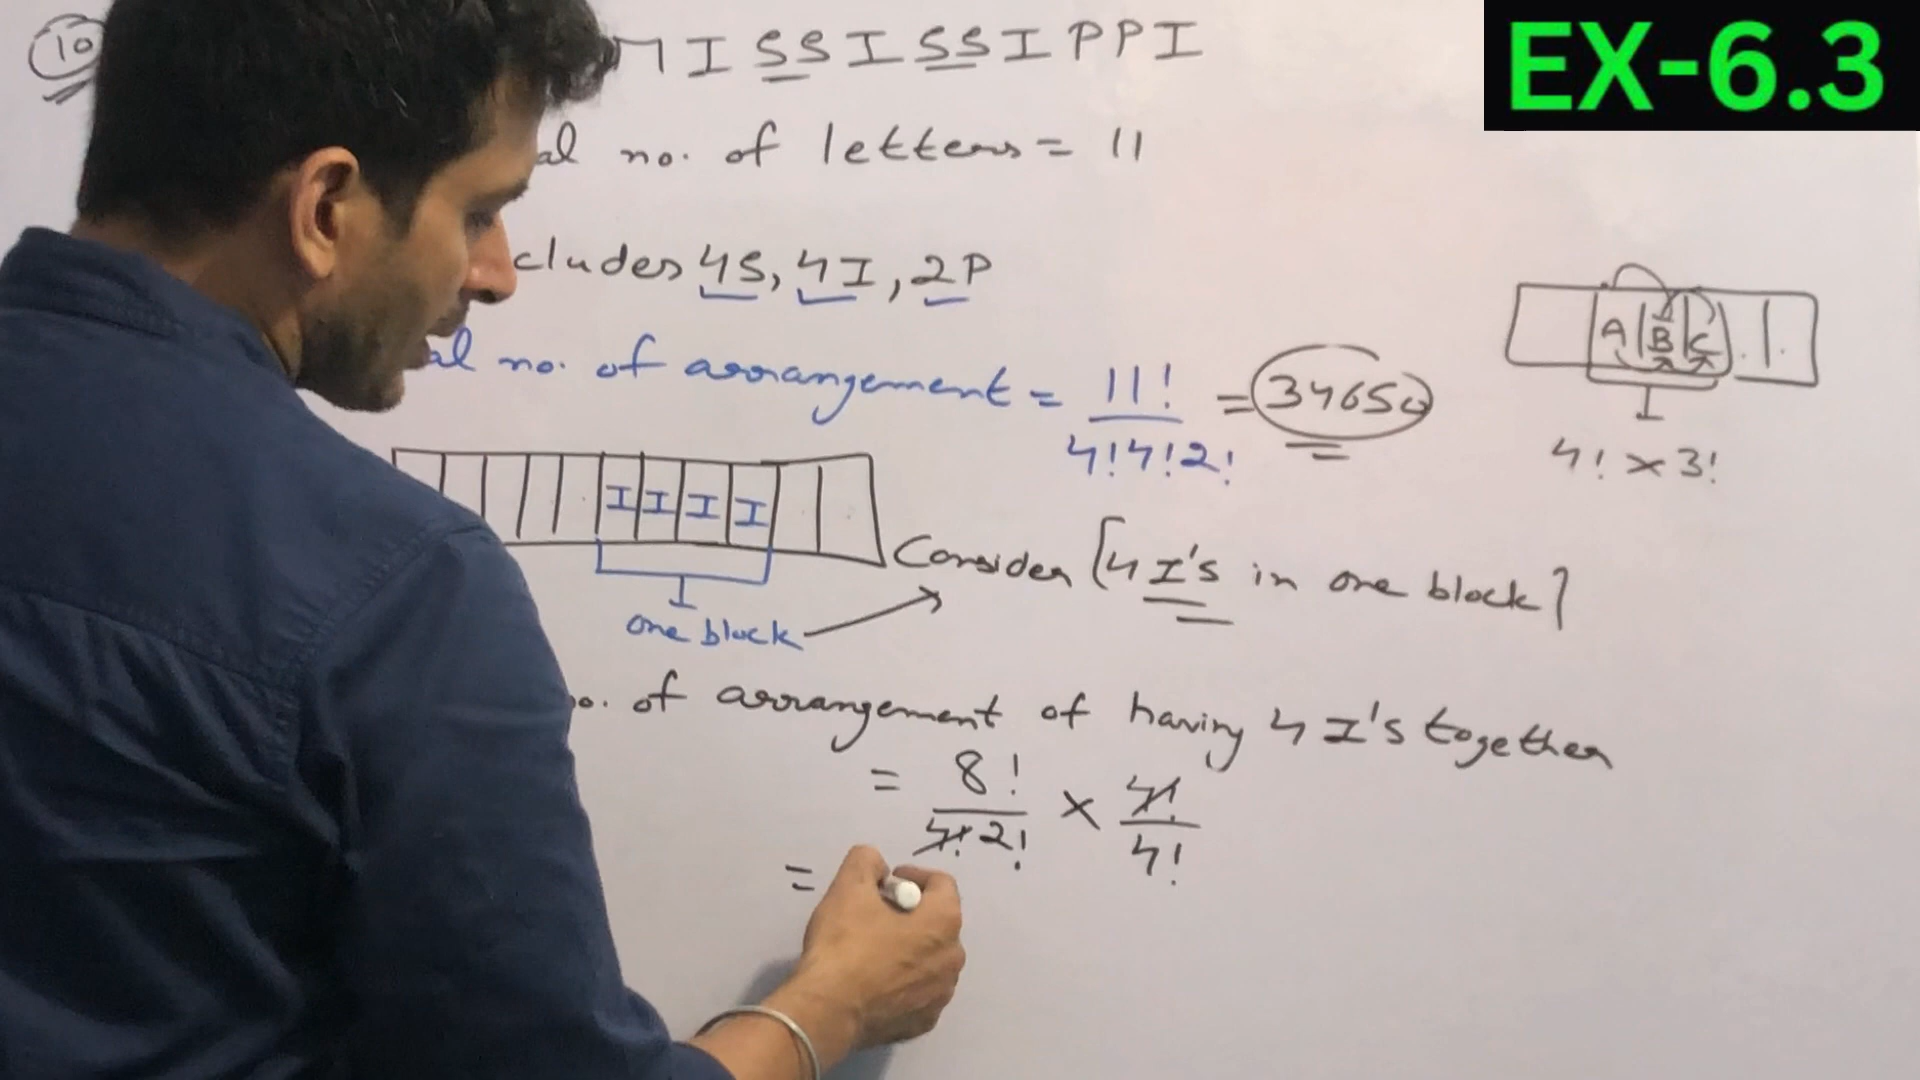 10 MISSISSIPPI
EX-6.3
al no. of letters = 11
cludes 4S, 4I, 2P
al no. of arrangement = 11! / 4!4!2! = 34650
A B C
4! × 3!
I I I I
Consider [4 I's in one block]
one block
o. of arrangement of having 4 I's together
= 8! / 4! 2! × 4! / 4!
=